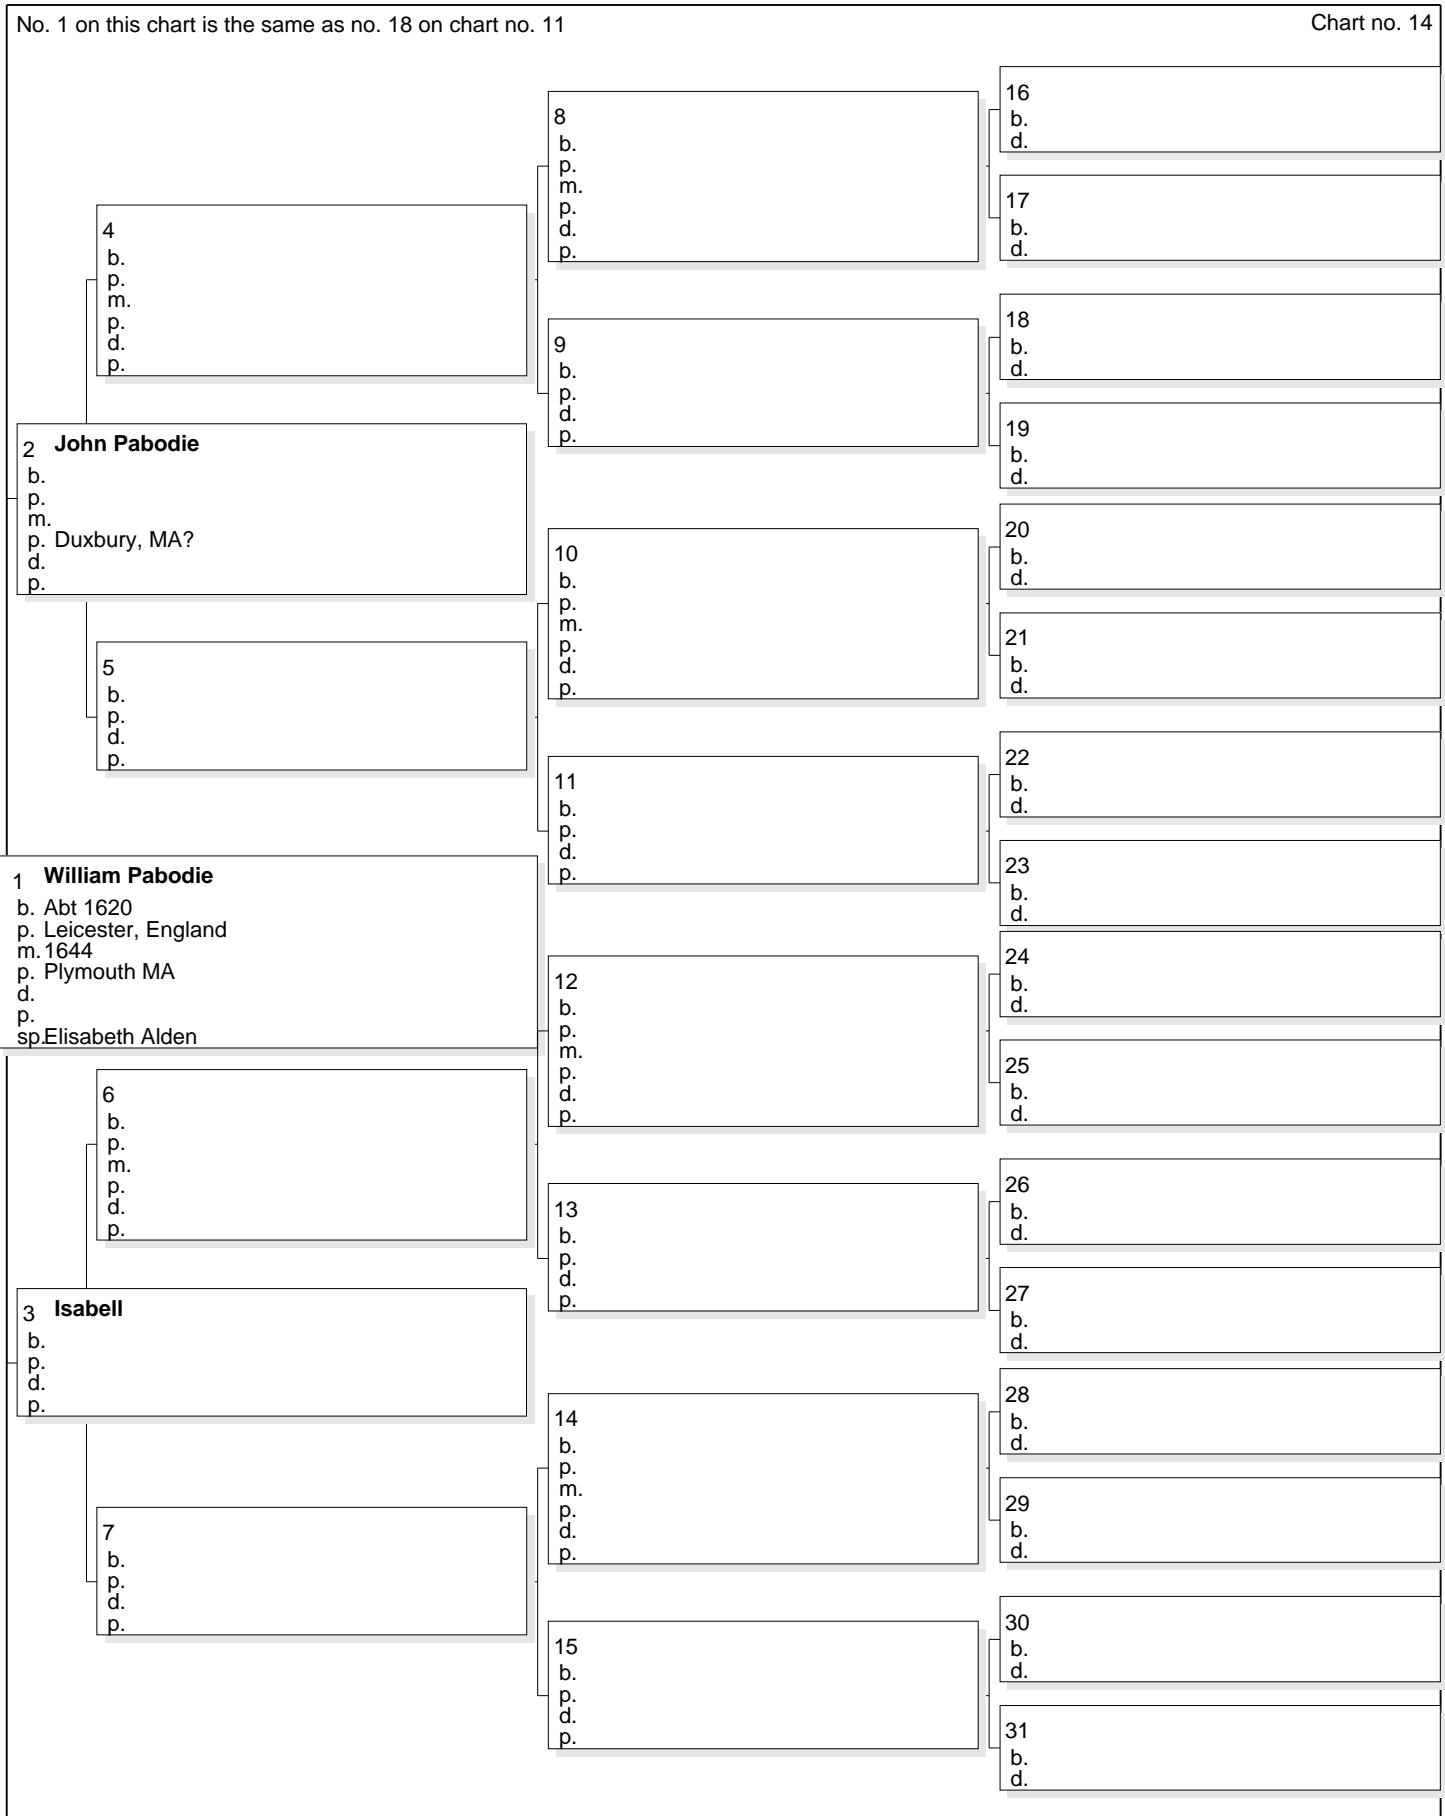 No. 1 on this chart is the same as no. 18 on chart no. 11
Chart no. 14
16
b.
d.
8
b.
p.
m.
p.
d.
p.
17
b.
d.
4
b.
p.
m.
p.
d.
p.
18
b.
d.
9
b.
p.
d.
p.
19
b.
d.
2 John Pabodie
b.
p.
m.
p. Duxbury, MA?
d.
p.
20
b.
d.
10
b.
p.
m.
p.
d.
p.
21
b.
d.
5
b.
p.
d.
p.
22
b.
d.
11
b.
p.
d.
p.
23
b.
d.
1 William Pabodie
b. Abt 1620
p. Leicester, England
m. 1644
p. Plymouth MA
d.
p.
sp. Elisabeth Alden
24
b.
d.
12
b.
p.
m.
p.
d.
p.
25
b.
d.
6
b.
p.
m.
p.
d.
p.
26
b.
d.
13
b.
p.
d.
p.
27
b.
d.
3 Isabell
b.
p.
d.
p.
28
b.
d.
14
b.
p.
m.
p.
d.
p.
29
b.
d.
7
b.
p.
d.
p.
30
b.
d.
15
b.
p.
d.
p.
31
b.
d.